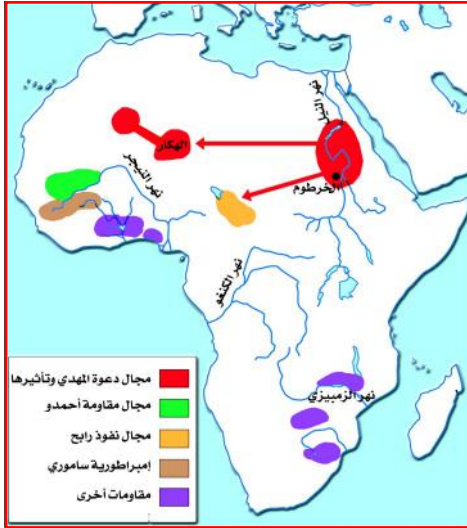 نهر النيل
الهكار
نهر النيجر
الخرطوم
نهر الكنغو
نهر الزمبيزي
مجال دعوة المهدي وتأثيرها
مجال مقاومة أحمدو
مجال نفوذ رابح
إمبراطورية ساموري
مقاومات أخرى